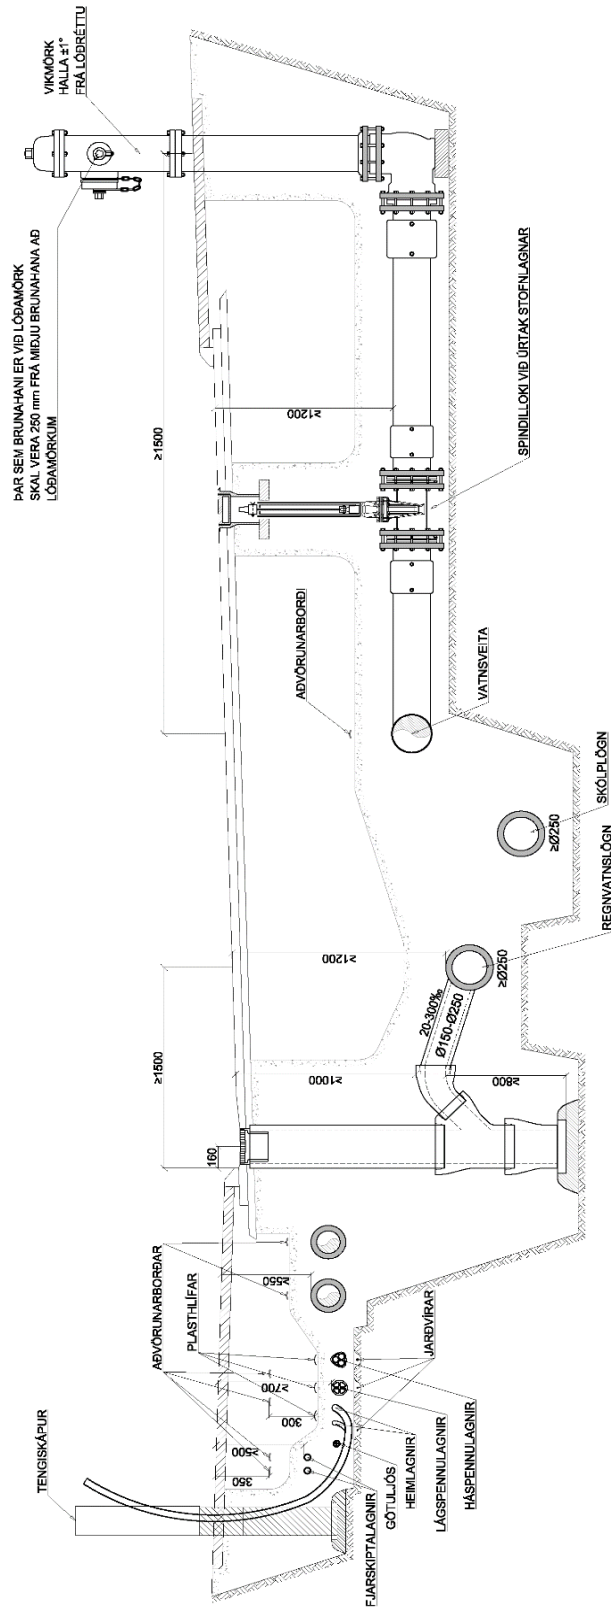 TENGISKÁPUR
AÐVÖRUNARBORÐAR
PLASTHLÍFAR
350
≥500
300
≥700
≥550
FJARSKIPTALAGNIR
GÖTULJÓS
HEIMLAGNIR
LÁGSPENNULAGNIR
HÁSPENNULAGNIR
JARÐVÍRAR
160
≥1500
≥1000
≥800
20-300‰
Ø150-Ø250
≥1200
≥Ø250
REGNVATNSLÖGN
≥Ø250
SKÓLPLÖGN
VATNSVEITA
AÐVÖRUNARBORÐI
≥1500
≥1200
SPINDILLOKI VIÐ ÚRTAK STOFNLAGNAR
ÞAR SEM BRUNAHANI ER VIÐ LÓÐAMÖRK
SKAL VERA 250 mm FRÁ MIÐJU BRUNAHANA AÐ
LÓÐAMÖRKUM
VIKMÖRK
HALLA ±1°
FRÁ LÓÐRÉTTU